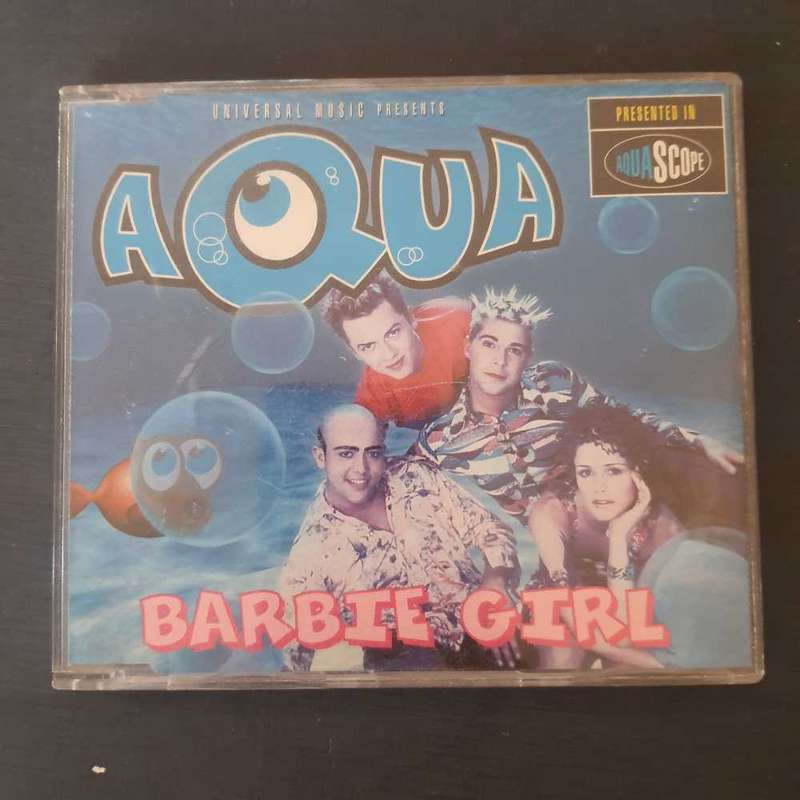 UNIVERSAL MUSIC PRESENTS
AQUA
PRESENTED IN
AQUASCOPE
BARBIE GIRL